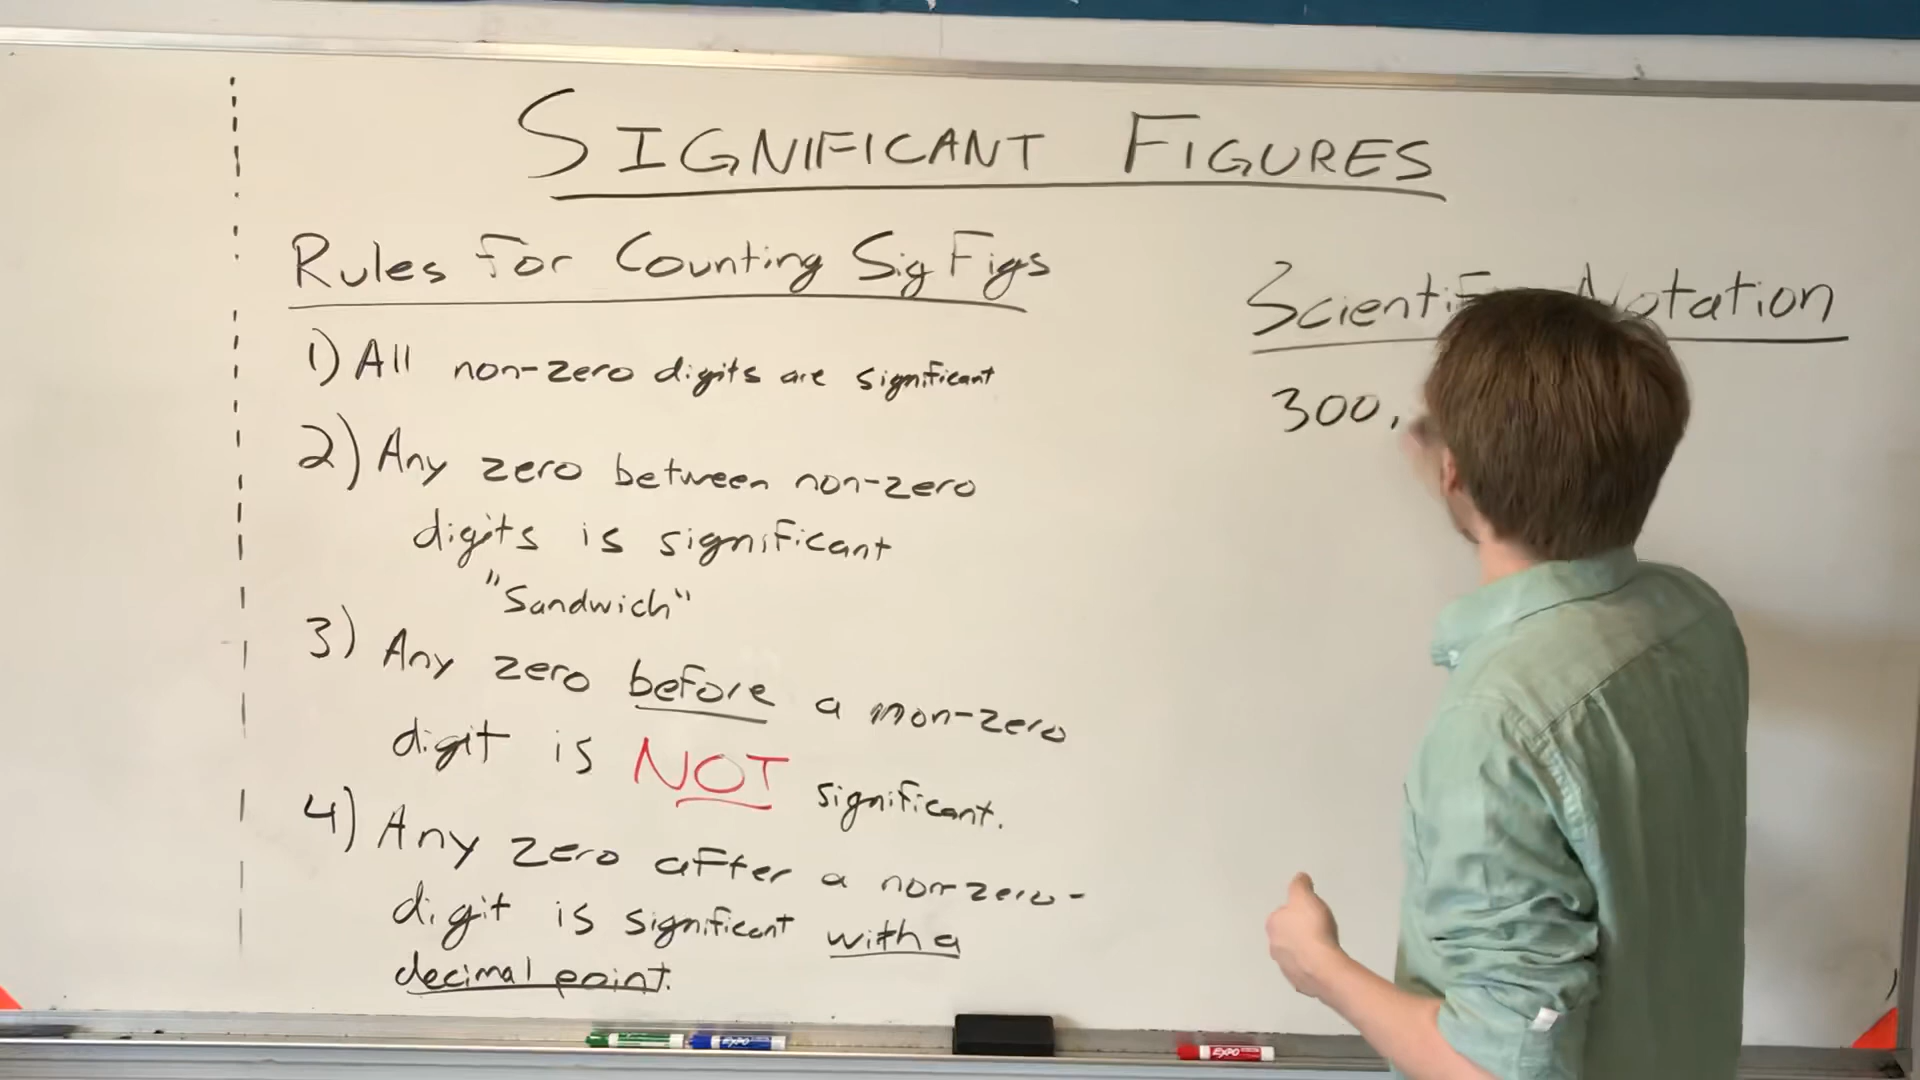 SIGNIFICANT FIGURES
Rules for Counting Sig Figs
1) All non-zero digits are significant
2) Any zero between non-zero
digits is significant
"Sandwich"
3) Any zero before a non-zero
digit is NOT significant.
4) Any zero after a non-zero-
digit is significant with a
decimal point.
Notation
300,
EXPO
EXPO